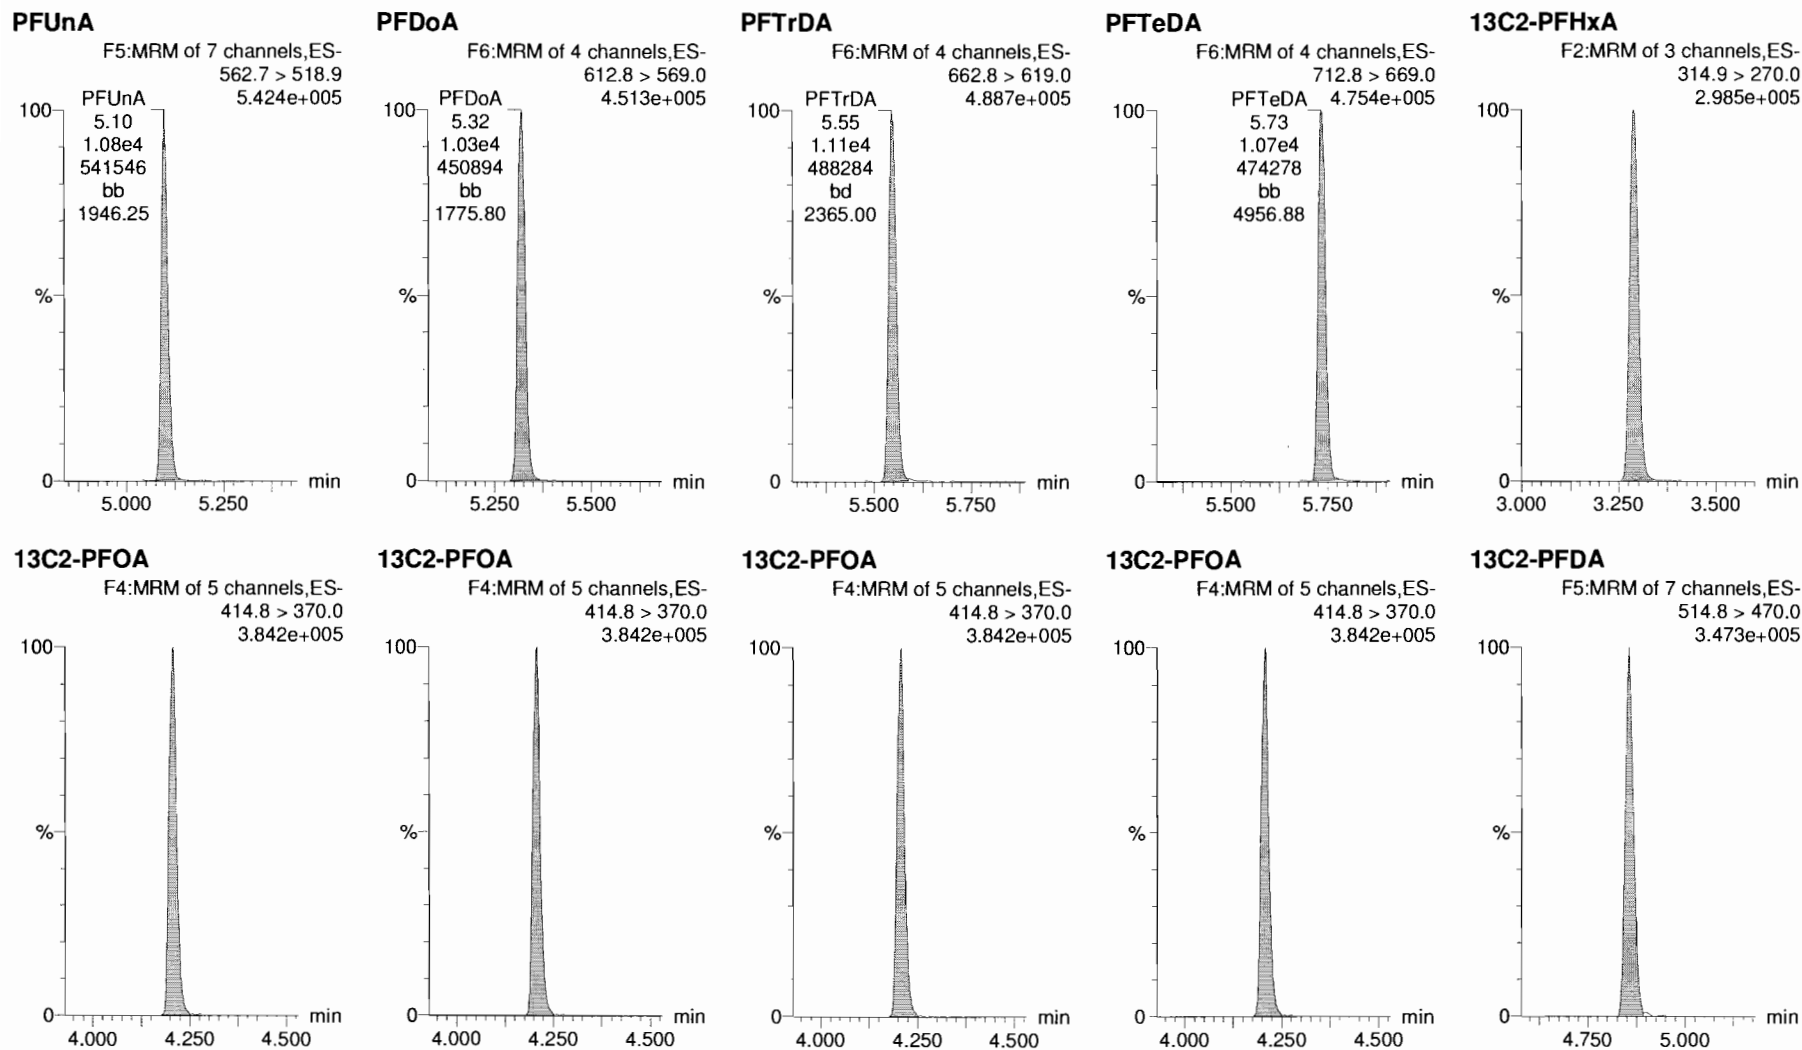 PFUnA
F5:MRM of 7 channels,ES-
562.7 > 518.9
5.424e+005
PFUnA
5.10
1.08e4
541546
bb
1946.25
100
%
0
min
5.000 5.250
PFDoA
F6:MRM of 4 channels,ES-
612.8 > 569.0
4.513e+005
PFDoA
5.32
1.03e4
450894
bb
1775.80
100
%
0
min
5.250 5.500
PFTrDA
F6:MRM of 4 channels,ES-
662.8 > 619.0
4.887e+005
PFTrDA
5.55
1.11e4
488284
bd
2365.00
100
%
0
min
5.500 5.750
PFTeDA
F6:MRM of 4 channels,ES-
712.8 > 669.0
4.754e+005
PFTeDA
5.73
1.07e4
474278
bb
4956.88
100
%
0
min
5.500 5.750
13C2-PFHxA
F2:MRM of 3 channels,ES-
314.9 > 270.0
2.985e+005
100
%
0
min
3.000 3.250 3.500
13C2-PFOA
F4:MRM of 5 channels,ES-
414.8 > 370.0
3.842e+005
100
%
0
min
4.000 4.250 4.500
13C2-PFOA
F4:MRM of 5 channels,ES-
414.8 > 370.0
3.842e+005
100
%
0
min
4.000 4.250 4.500
13C2-PFOA
F4:MRM of 5 channels,ES-
414.8 > 370.0
3.842e+005
100
%
0
min
4.000 4.250 4.500
13C2-PFOA
F4:MRM of 5 channels,ES-
414.8 > 370.0
3.842e+005
100
%
0
min
4.000 4.250 4.500
13C2-PFDA
F5:MRM of 7 channels,ES-
514.8 > 470.0
3.473e+005
100
%
0
min
4.750 5.000